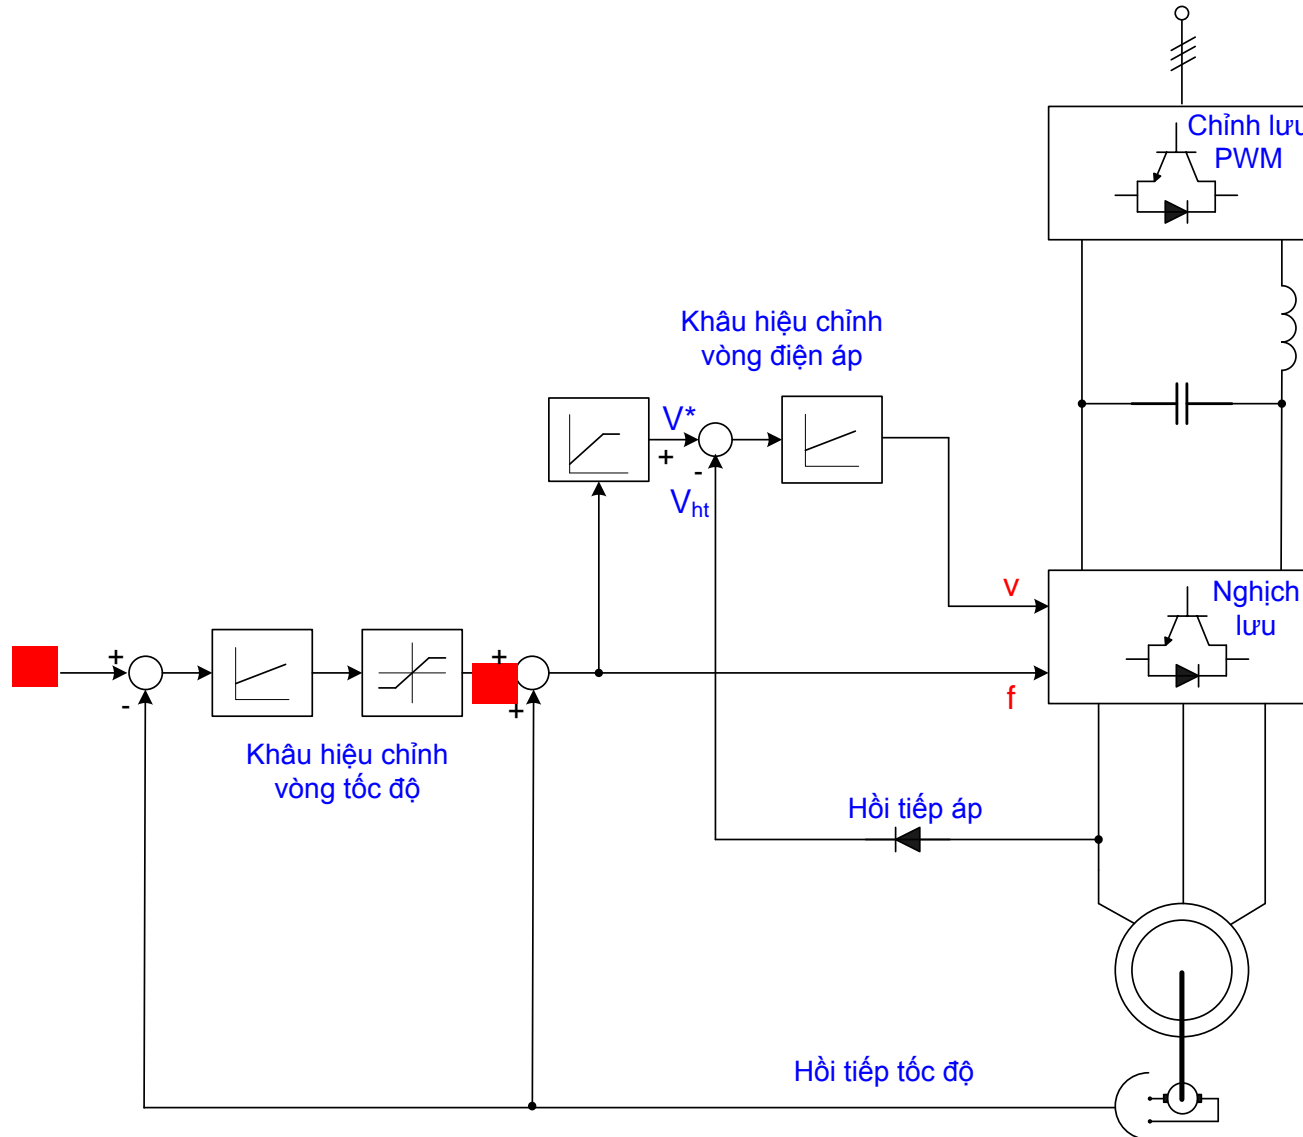 Chỉnh lưu
PWM
Khâu hiệu chỉnh
vòng điện áp
V*
+
-
V_ht
v
Nghịch
lưu
+
-
+
+
f
Khâu hiệu chỉnh
vòng tốc độ
Hồi tiếp áp
Hồi tiếp tốc độ